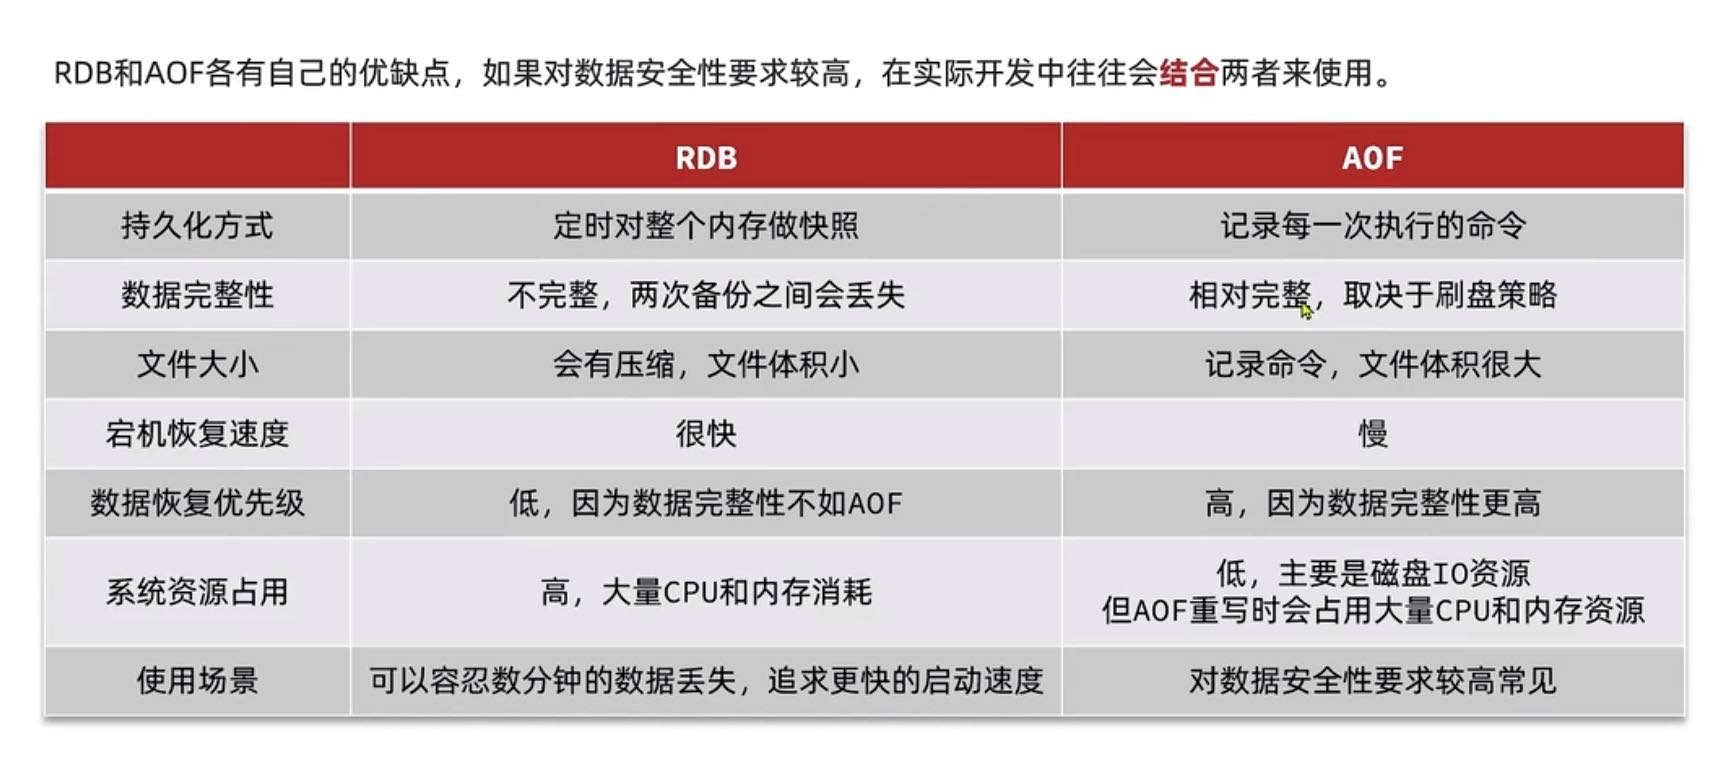 RDB和AOF各有自己的优缺点，如果对数据安全性要求较高，在实际开发中往往会结合两者来使用。
RDB AOF
持久化方式 定时对整个内存做快照 记录每一次执行的命令
数据完整性 不完整，两次备份之间会丢失 相对完整，取决于刷盘策略
文件大小 会有压缩，文件体积小 记录命令，文件体积很大
宕机恢复速度 很快 慢
数据恢复优先级 低，因为数据完整性不如AOF 高，因为数据完整性更高
系统资源占用 高，大量CPU和内存消耗 低，主要是磁盘IO资源
但AOF重写时会占用大量CPU和内存资源
使用场景 可以容忍数分钟的数据丢失，追求更快的启动速度 对数据安全性要求较高常见